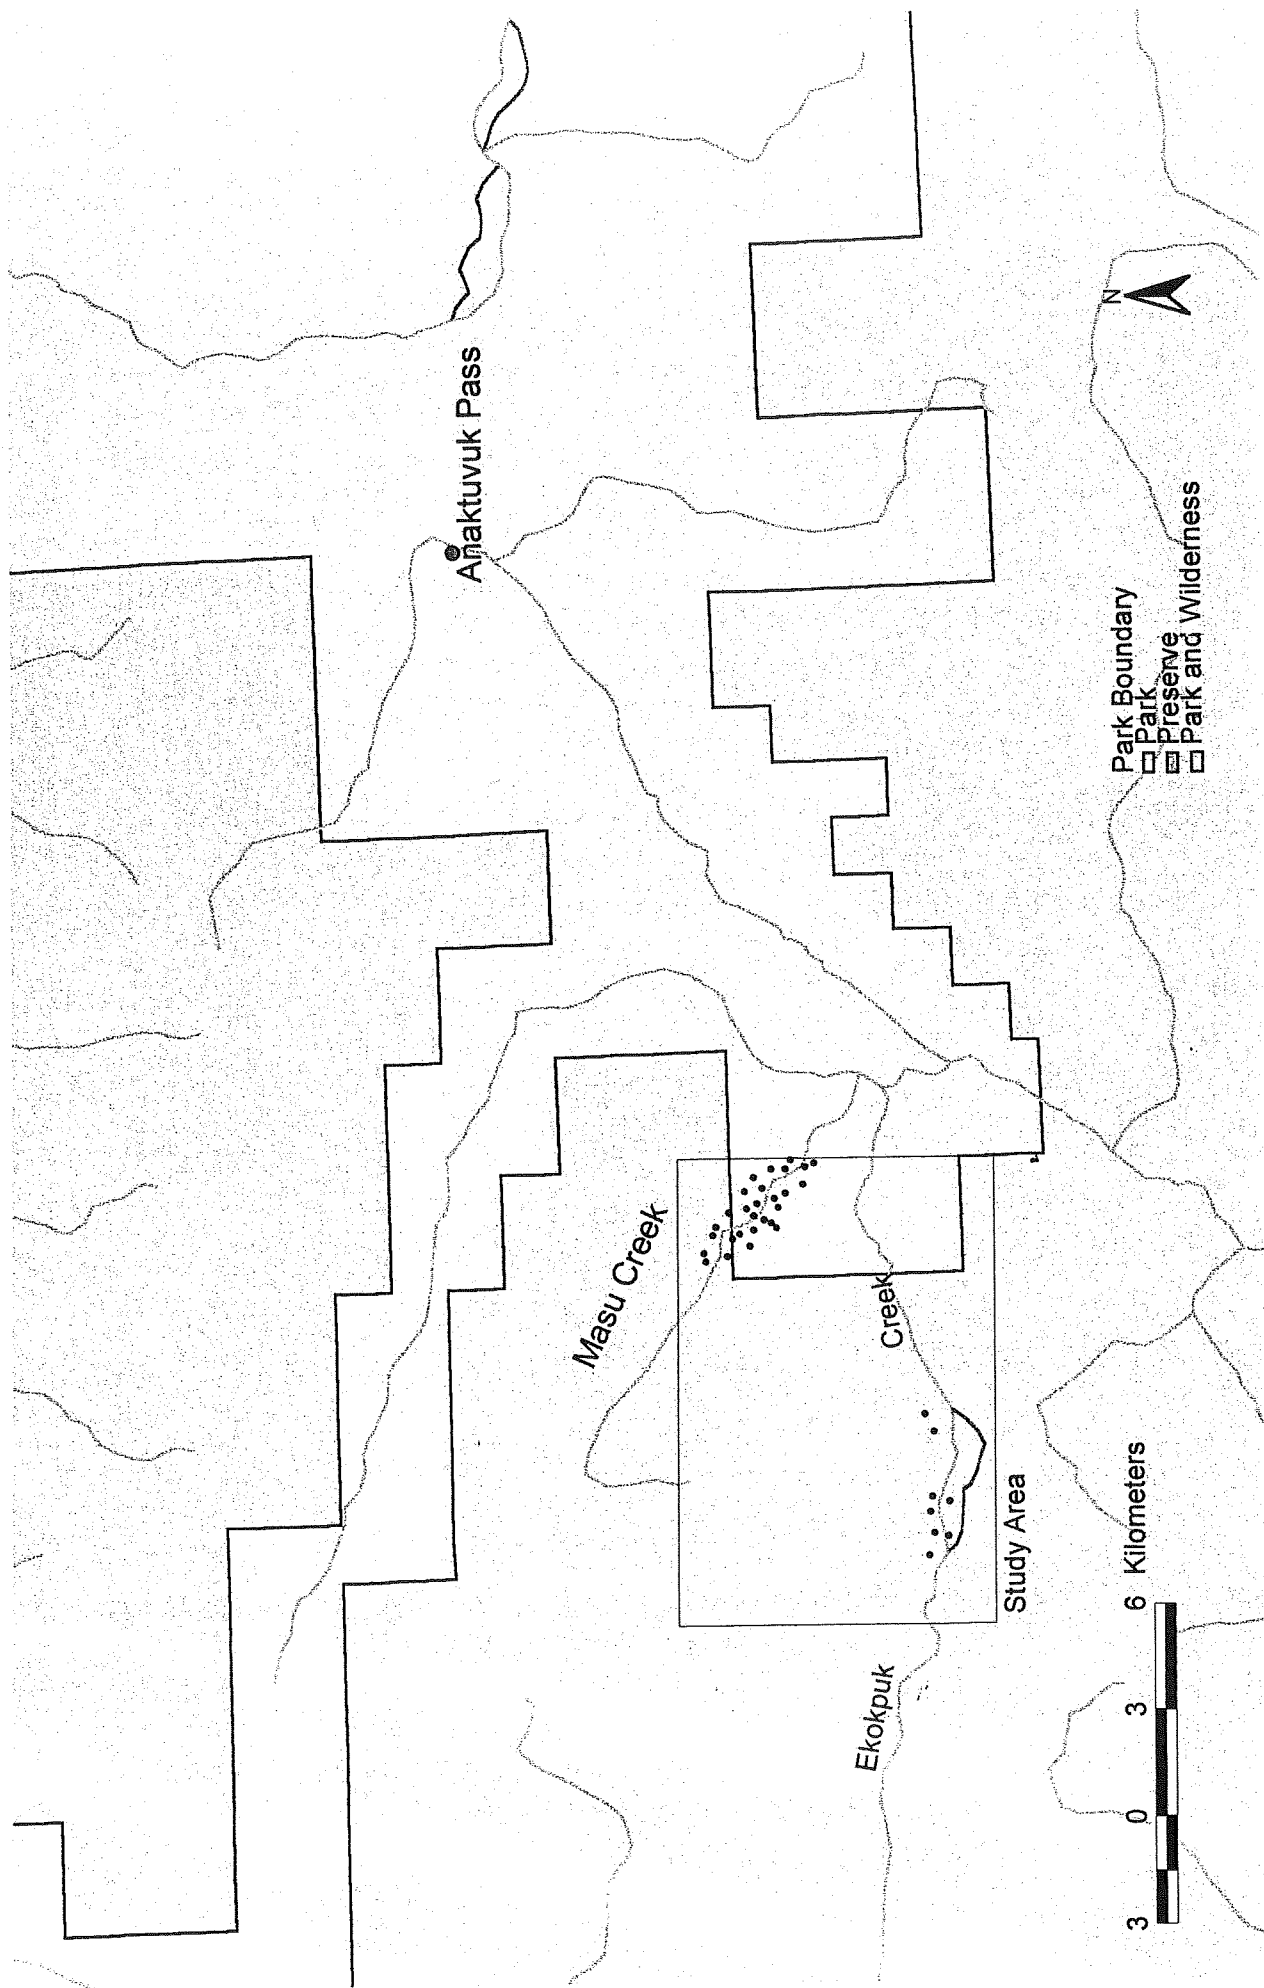 Anaktuvuk Pass
Masu Creek
Ekokpuk
Creek
Study Area
3 0 3 6 Kilometers
Park Boundary
Park
Preserve
Park and Wilderness
N